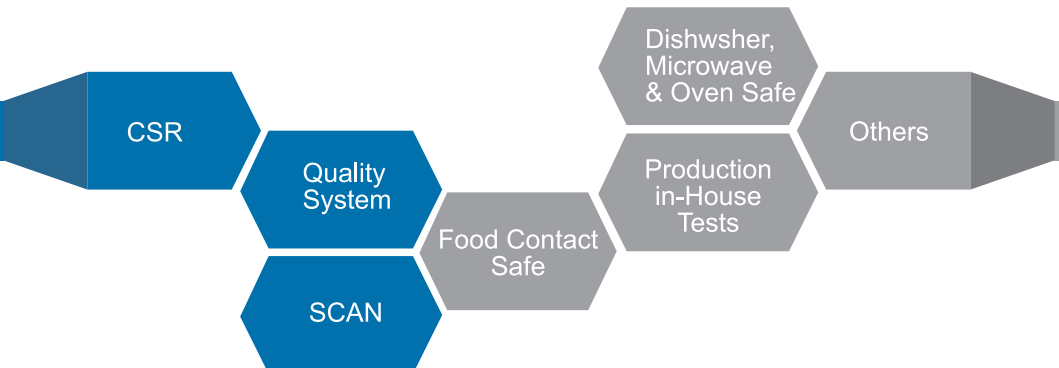 CSR
Quality
System
SCAN
Food Contact
Safe
Dishwsher,
Microwave
& Oven Safe
Production
in-House
Tests
Others